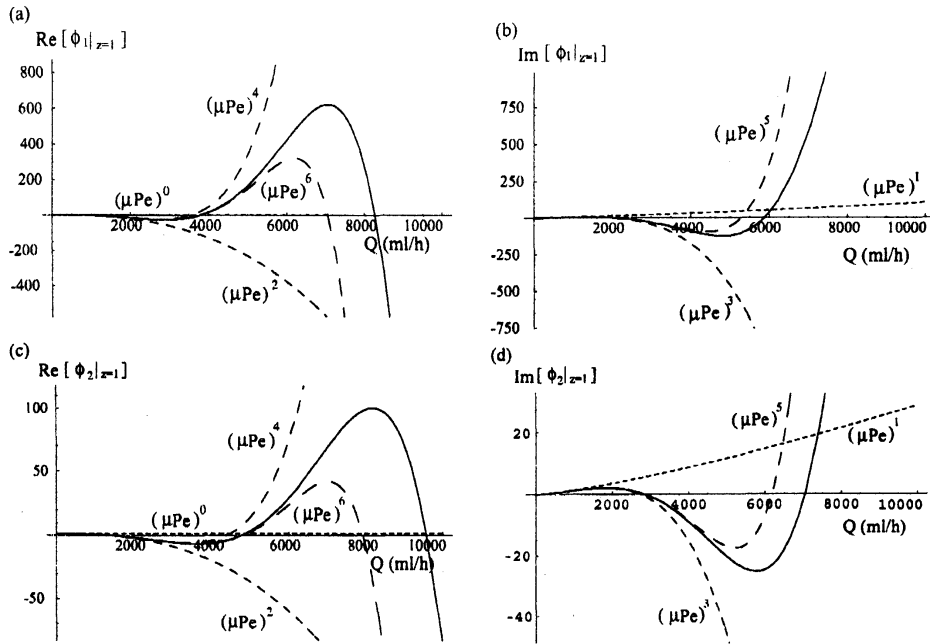 (a)
Re [ ϕ₁|z=1]
800
600
400
200
-200
-400
2000 4000 6000 8000 10000
Q (ml/h)
(μPe)^4
(μPe)^0
(μPe)^6
(μPe)^2
(b)
Im [ ϕ₁|z=1]
750
500
250
-250
-500
-750
2000 4000 6000 8000 10000
Q (ml/h)
(μPe)^5
(μPe)^1
(μPe)^3
(c)
Re [ ϕ₂|z=1]
100
50
-50
2000 4000 6000 8000 10000
Q (ml/h)
(μPe)^4
(μPe)^0
(μPe)^6
(μPe)^2
(d)
Im [ ϕ₂|z=1]
20
-20
-40
2000 4000 6000 8000 10000
Q (ml/h)
(μPe)^5
(μPe)^1
(μPe)^3